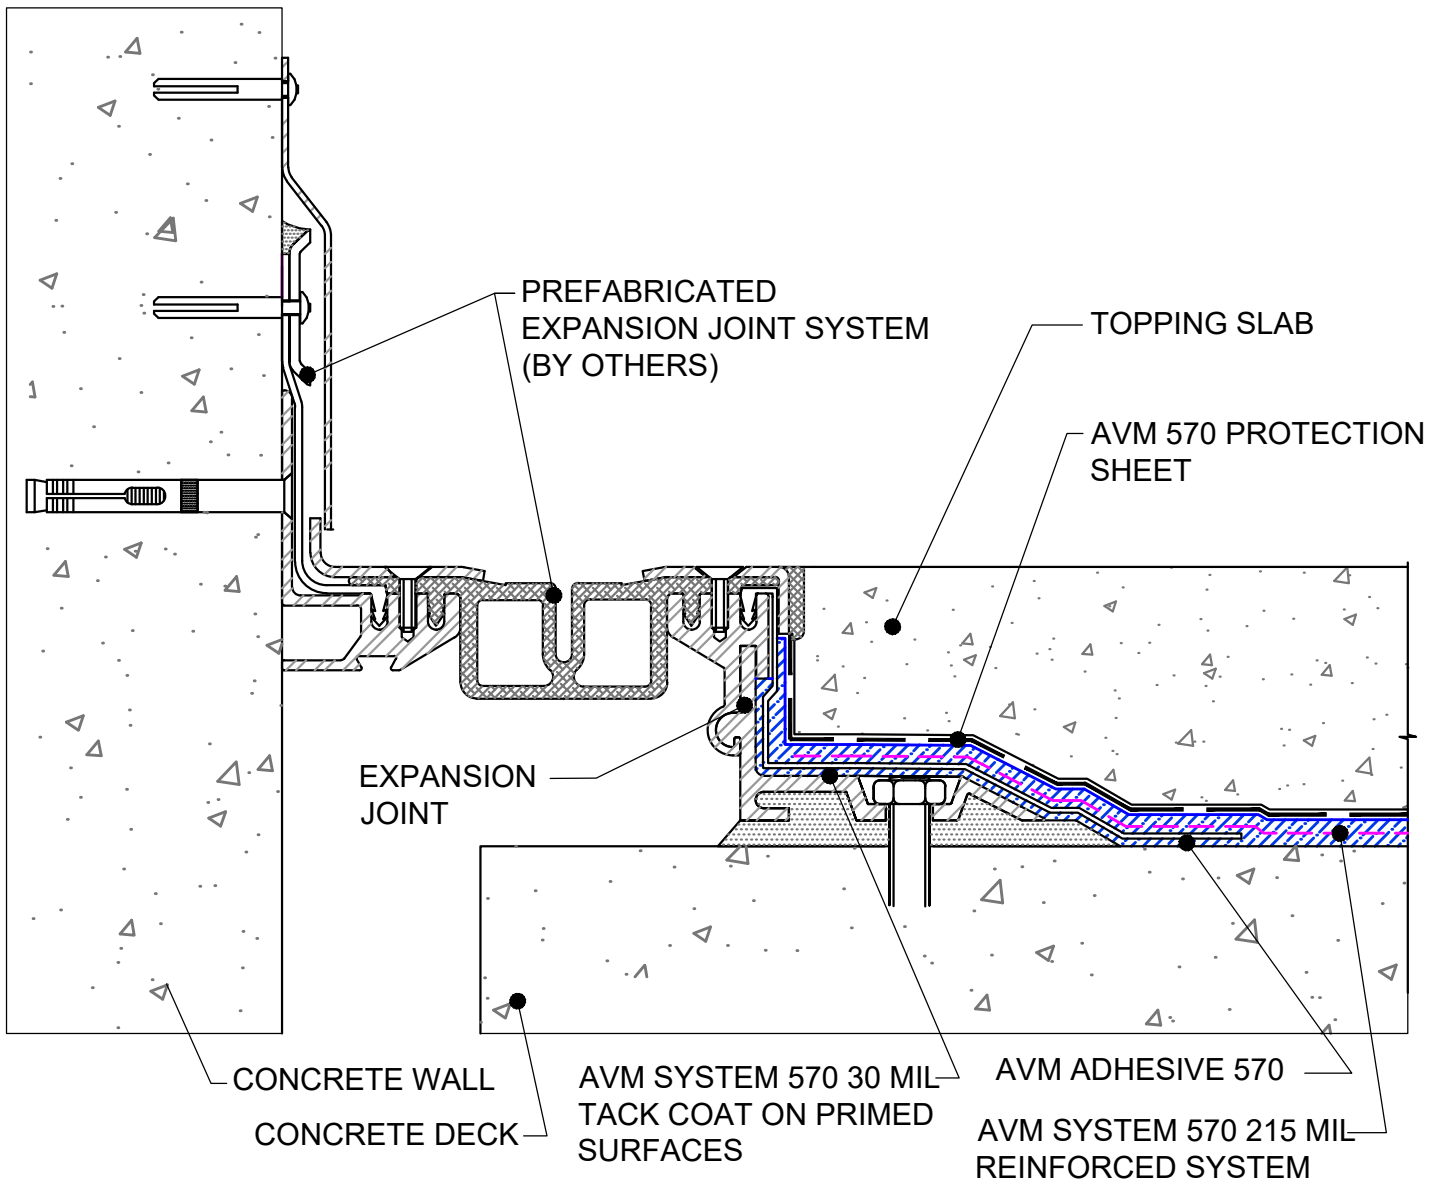 PREFABRICATED
EXPANSION JOINT SYSTEM
(BY OTHERS)
TOPPING SLAB
AVM 570 PROTECTION
SHEET
EXPANSION
JOINT
CONCRETE WALL
CONCRETE DECK
AVM SYSTEM 570 30 MIL
TACK COAT ON PRIMED
SURFACES
AVM ADHESIVE 570
AVM SYSTEM 570 215 MIL
REINFORCED SYSTEM